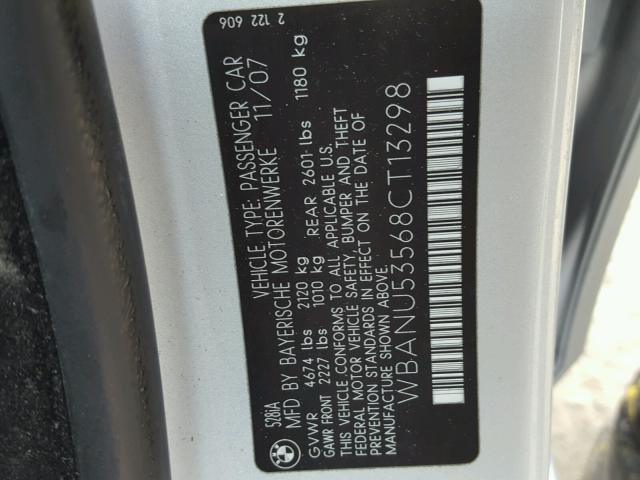 528iA
2 122 606
VEHICLE TYPE: PASSENGER CAR
MFD BY BAYERISCHE MOTORENWERKE 11/07
GVWR 4674 lbs 2120 kg
GAWR FRONT 2227 lbs 1010 kg REAR 2601 lbs 1180 kg
THIS VEHICLE CONFORMS TO ALL APPLICABLE U.S.
FEDERAL MOTOR VEHICLE SAFETY, BUMPER AND THEFT
PREVENTION STANDARDS IN EFFECT ON THE DATE OF
MANUFACTURE SHOWN ABOVE.
WBANU53568CT13298